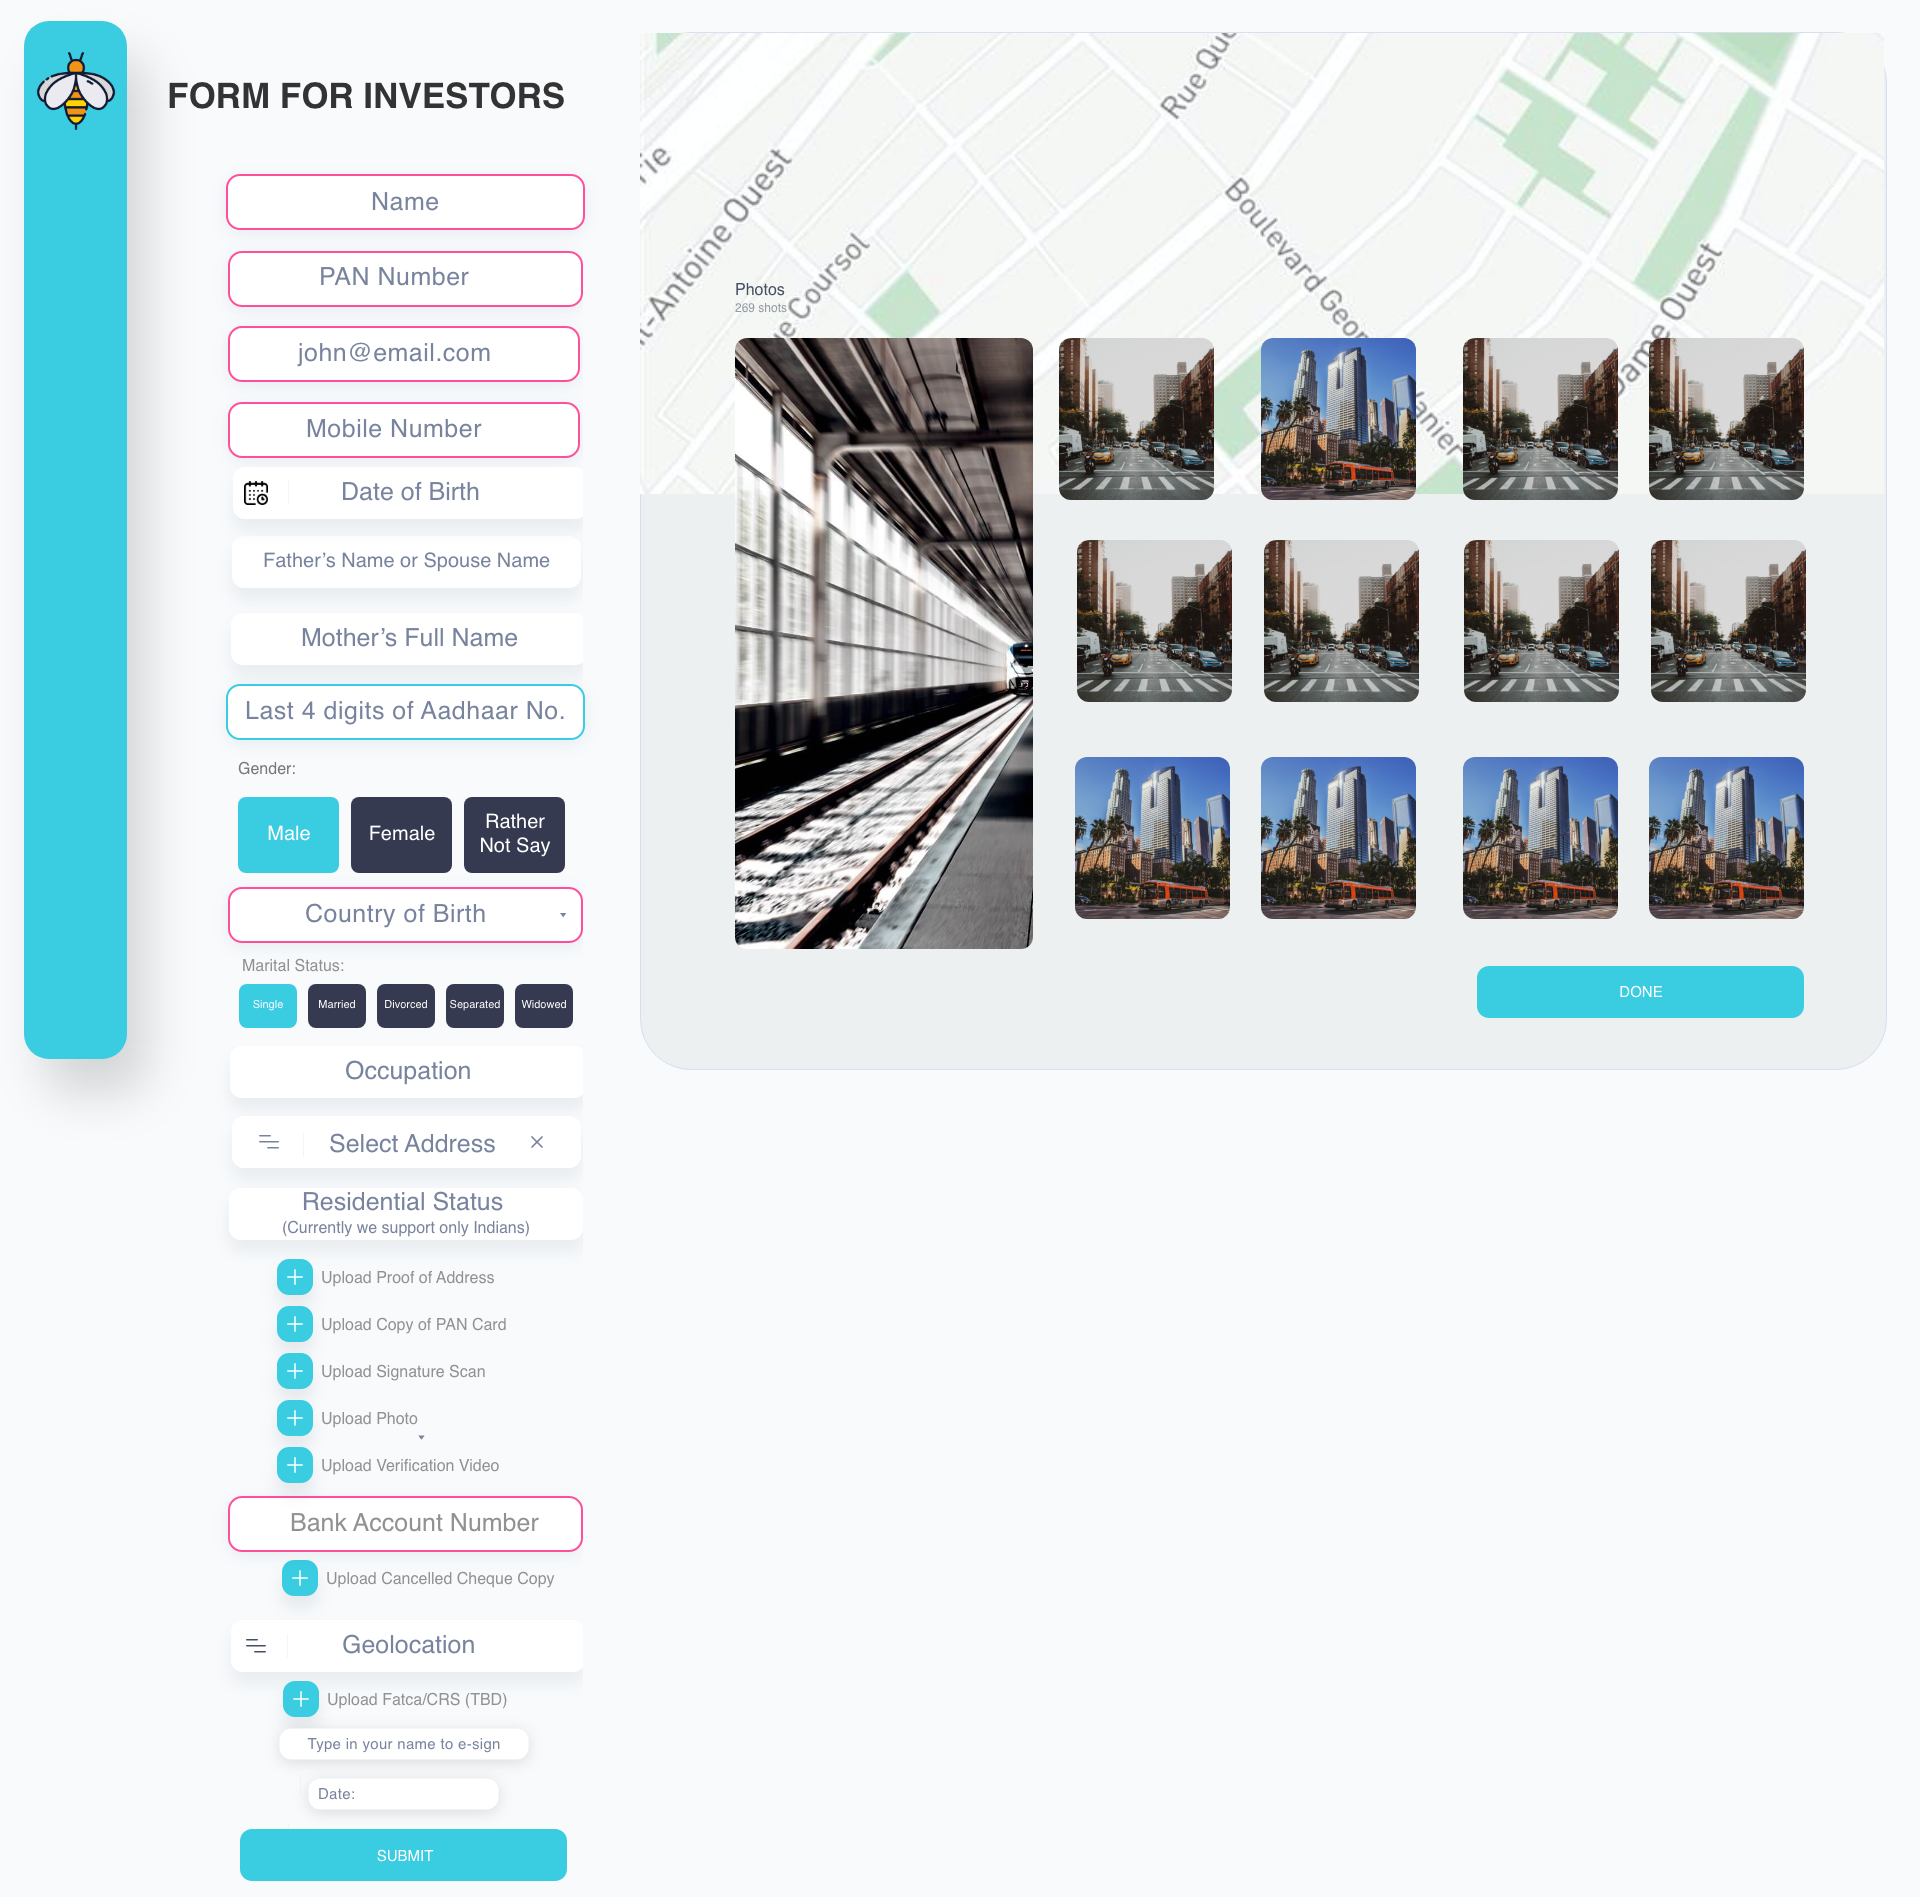 FORM FOR INVESTORS
Name
PAN Number
john@email.com
Mobile Number
Date of Birth
Father’s Name or Spouse Name
Mother’s Full Name
Last 4 digits of Aadhaar No.
Gender:
Male
Female
Rather
Not Say
Country of Birth
Marital Status:
Single
Married
Divorced
Separated
Widowed
Occupation
Select Address
Residential Status
(Currently we support only Indians)
Upload Proof of Address
Upload Copy of PAN Card
Upload Signature Scan
Upload Photo
Upload Verification Video
Bank Account Number
Upload Cancelled Cheque Copy
Geolocation
Upload Fatca/CRS (TBD)
Type in your name to e-sign
Date:
SUBMIT
Rue Que
rie
t-Antoine Ouest
ue Coursol
Boulevard Geor
Vanier
Dame Ouest
Photos
269 shots
DONE